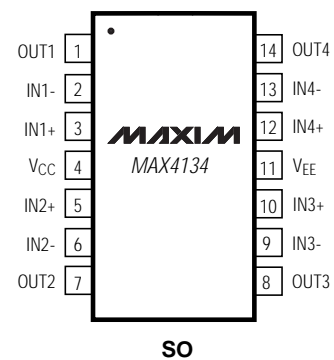 OUT1 1 14 OUT4
IN1- 2 13 IN4-
IN1+ 3 MAXIM 12 IN4+
VCC 4 MAX4134 11 VEE
IN2+ 5 10 IN3+
IN2- 6 9 IN3-
OUT2 7 8 OUT3
SO